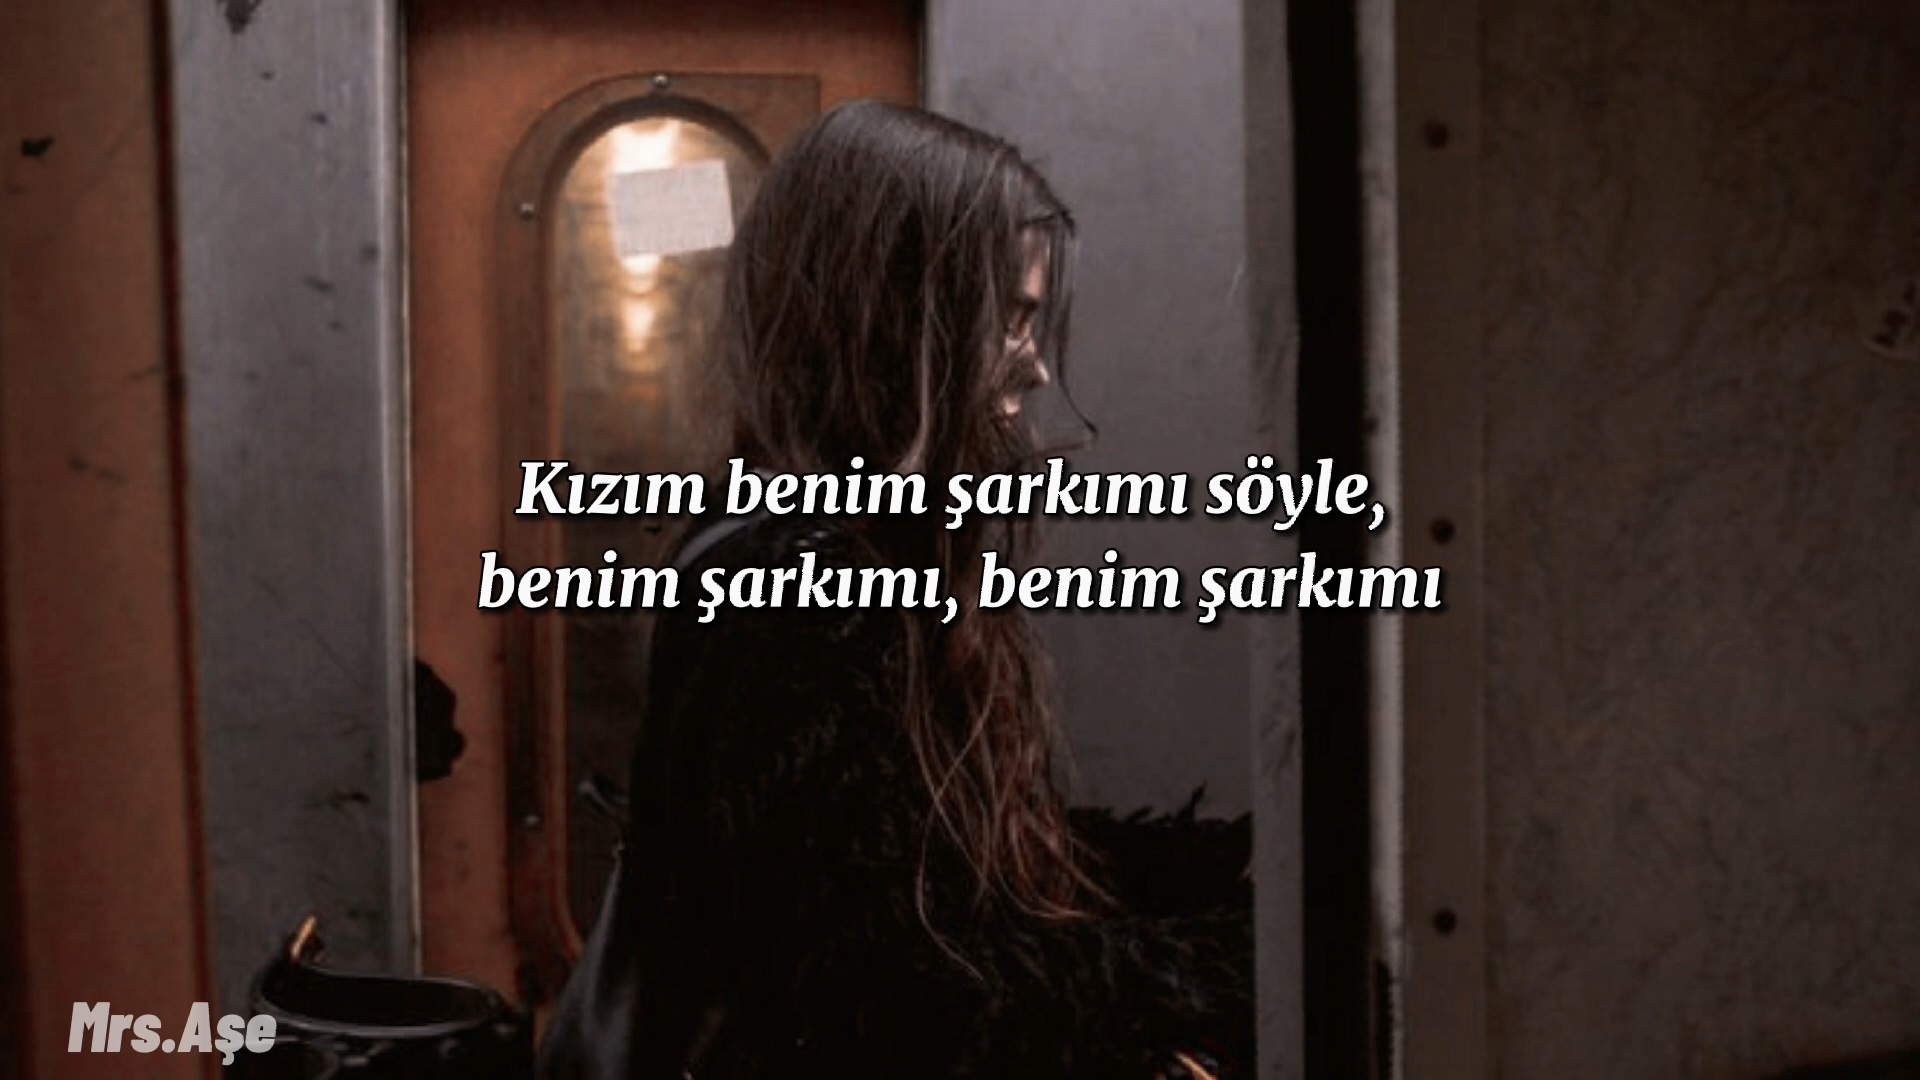 Kızım benim şarkımı söyle,
benim şarkımı, benim şarkımı
Mrs.Aşe